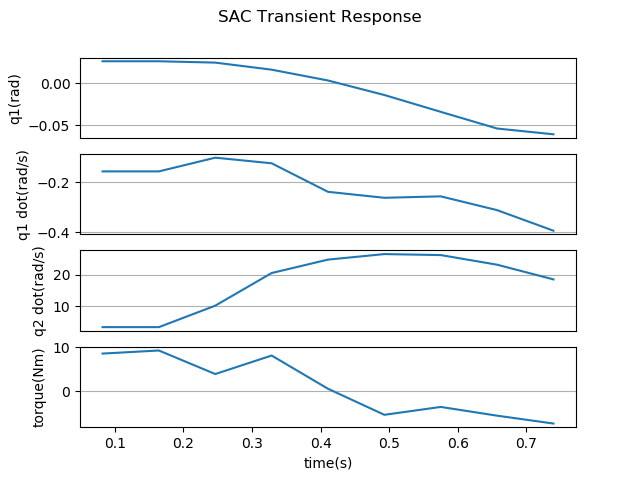 SAC Transient Response
q1(rad)
0.00
−0.05
q1 dot(rad/s)
−0.2
−0.4
q2 dot(rad/s)
20
10
torque(Nm)
10
0
0.1 0.2 0.3 0.4 0.5 0.6 0.7
time(s)